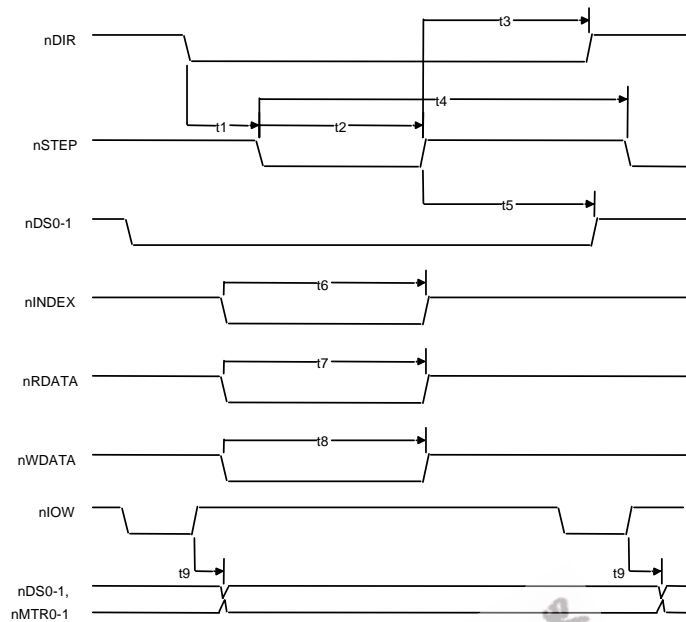 t3
nDIR
t4
t1
t2
nSTEP
t5
nDS0-1
t6
nINDEX
t7
nRDATA
t8
nWDATA
nIOW
t9
t9
nDS0-1,
nMTR0-1